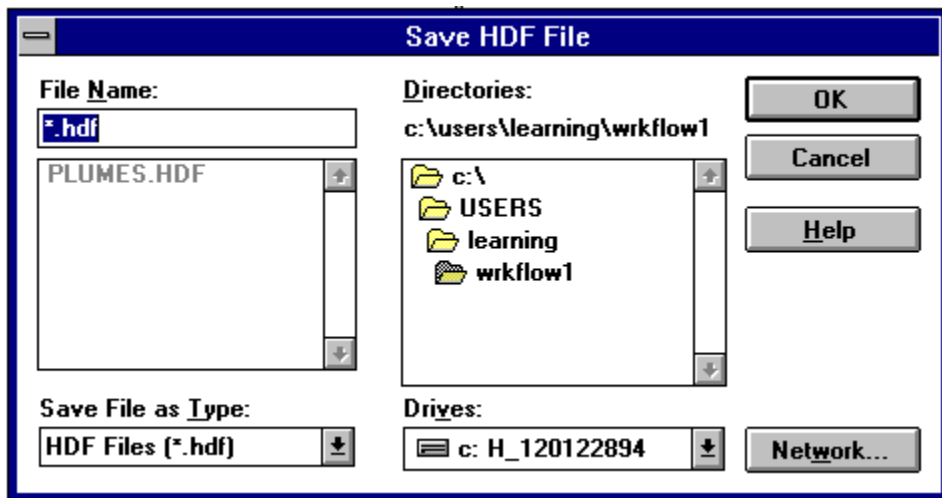 Save HDF File
File Name:
*.hdf
PLUMES.HDF
Save File as Type:
HDF Files (*.hdf)
Directories:
c:\users\learning\wrkflow1
c:\
USERS
learning
wrkflow1
Drives:
c: H_120122894
OK
Cancel
Help
Network...